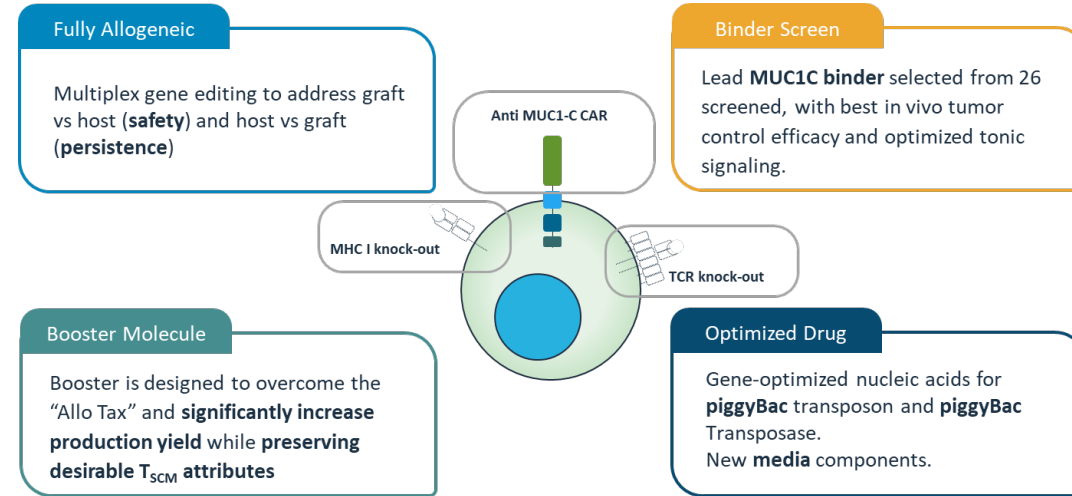 Fully Allogeneic
Multiplex gene editing to address graft
vs host (safety) and host vs graft
(persistence)
Binder Screen
Lead MUC1C binder selected from 26
screened, with best in vivo tumor
control efficacy and optimized tonic
signaling.
Anti MUC1-C CAR
MHC I knock-out
TCR knock-out
Booster Molecule
Booster is designed to overcome the
“Allo Tax” and significantly increase
production yield while preserving
desirable TSCM attributes
Optimized Drug
Gene-optimized nucleic acids for
piggyBac transposon and piggyBac
Transposase.
New media components.